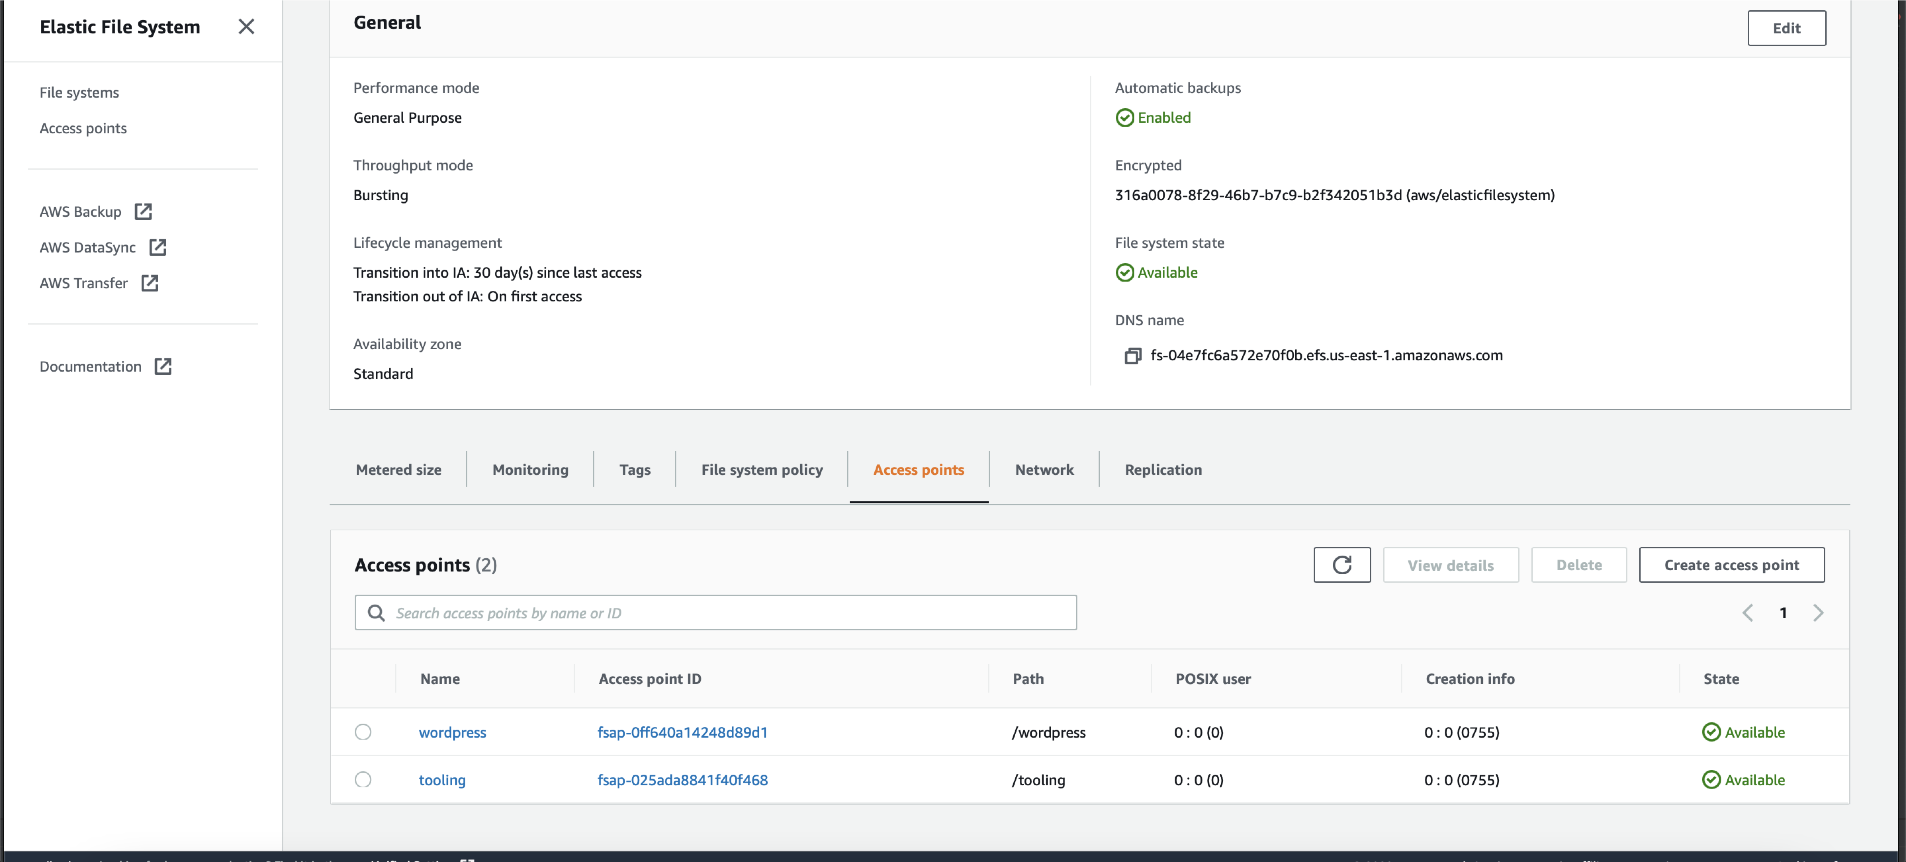 Elastic File System
File systems
Access points
AWS Backup
AWS DataSync
AWS Transfer
Documentation
General
Edit
Performance mode
General Purpose
Throughput mode
Bursting
Lifecycle management
Transition into IA: 30 day(s) since last access
Transition out of IA: On first access
Availability zone
Standard
Automatic backups
Enabled
Encrypted
316a0078-8f29-46b7-b7c9-b2f342051b3d (aws/elasticfilesystem)
File system state
Available
DNS name
fs-04e7fc6a572e70f0b.efs.us-east-1.amazonaws.com
Metered size Monitoring Tags File system policy Access points Network Replication
Access points (2)
View details Delete Create access point
Search access points by name or ID
1
Name Access point ID Path POSIX user Creation info State
wordpress fsap-0ff640a14248d89d1 /wordpress 0 : 0 (0) 0 : 0 (0755) Available
tooling fsap-025ada8841f40f468 /tooling 0 : 0 (0) 0 : 0 (0755) Available